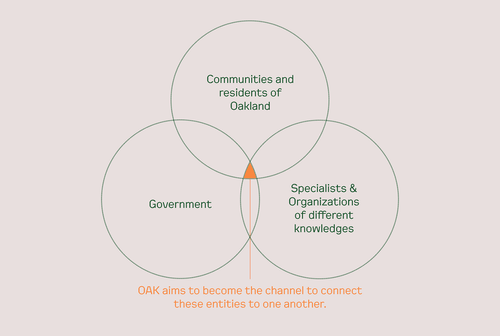 Communities and
residents of
Oakland
Government
Specialists &
Organizations
of different
knowledges
OAK aims to become the channel to connect
these entities to one another.